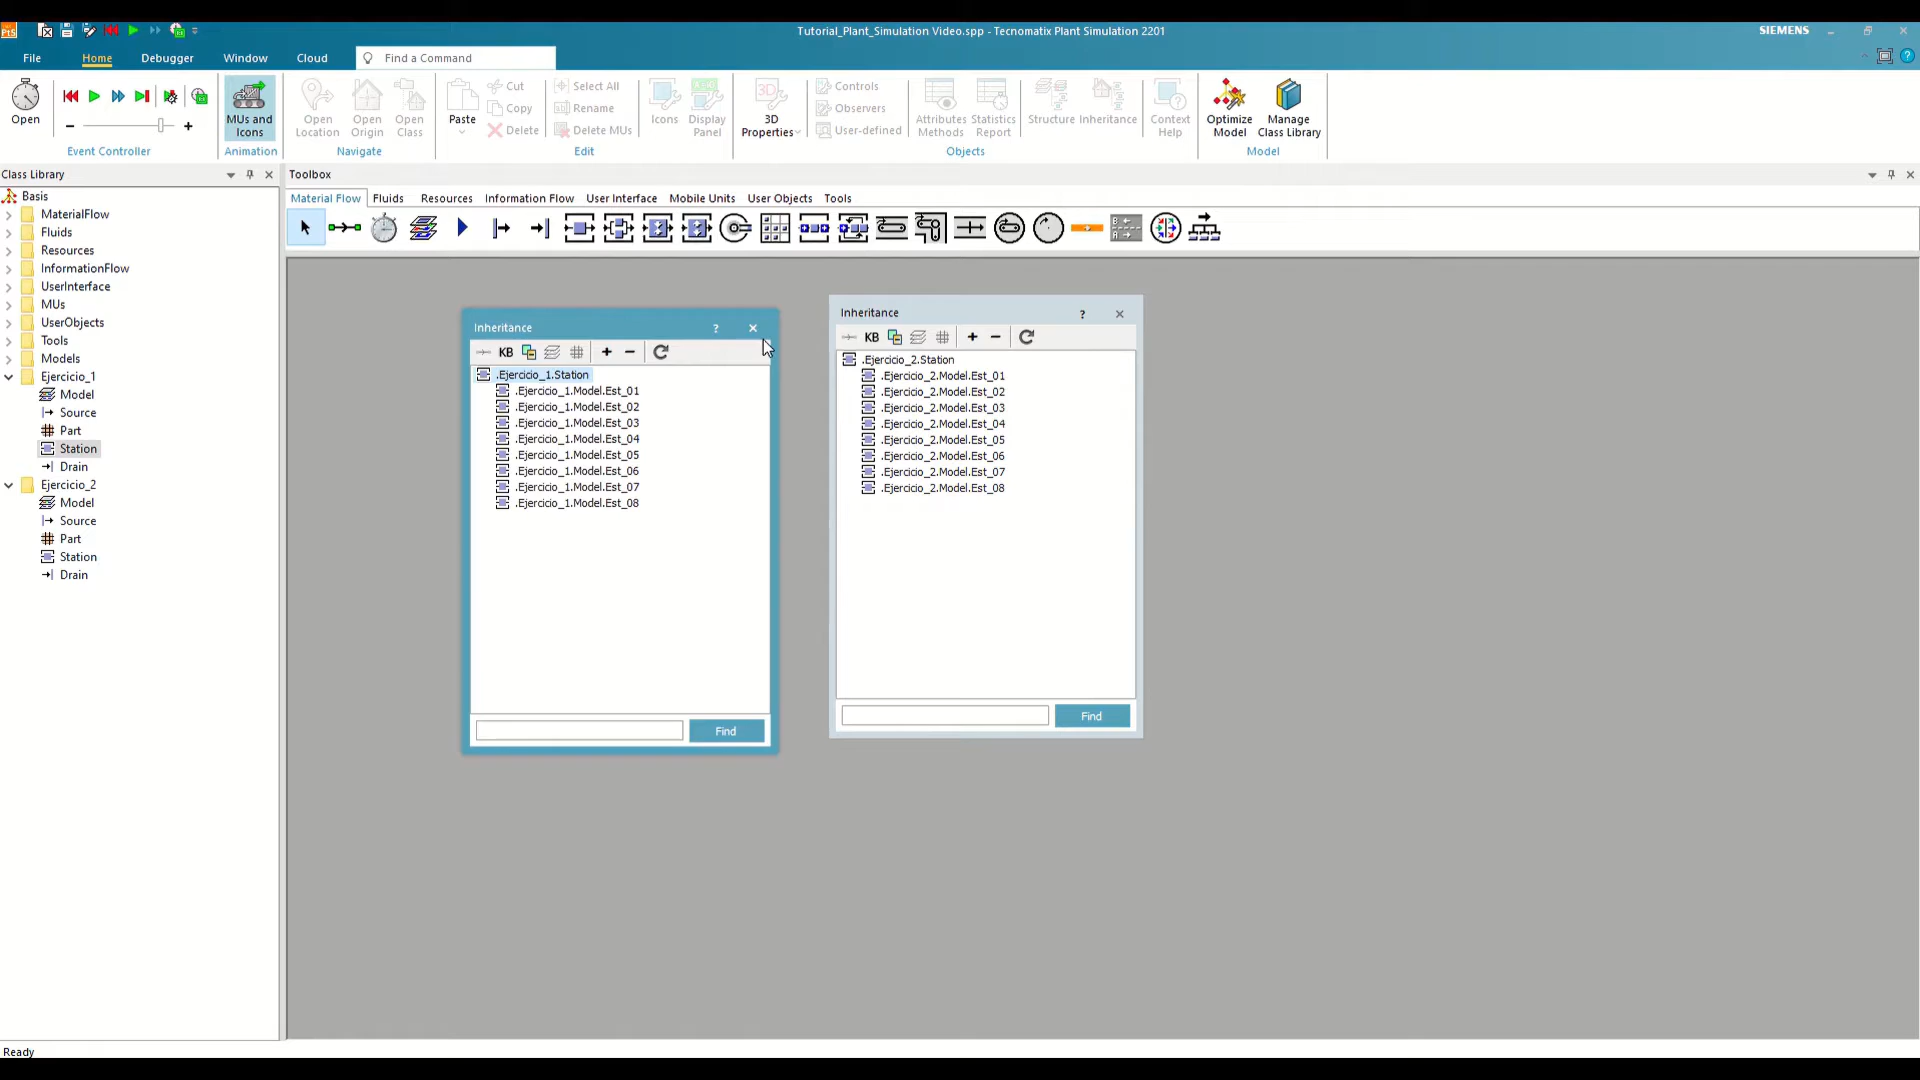 Tutorial_Plant_Simulation Video.spp - Tecnomatix Plant Simulation 2201
SIEMENS
File Home Debugger Window Cloud Find a Command
Open
Event Controller
MUs and Icons
Animation
Open Location
Open Origin
Open Class
Navigate
Paste
Cut
Copy
Delete
Select All
Rename
Delete MUs
Edit
Icons
Display Panel
3D Properties
Controls
Observers
User-defined
Attributes Methods
Statistics Report
Structure
Inheritance
Objects
Context Help
Optimize Model
Manage Class Library
Model
Class Library
Basis
MaterialFlow
Fluids
Resources
InformationFlow
UserInterface
MUs
UserObjects
Tools
Models
Ejercicio_1
Model
Source
Part
Station
Drain
Ejercicio_2
Model
Source
Part
Station
Drain
Toolbox
Material Flow Fluids Resources Information Flow User Interface Mobile Units User Objects Tools
Inheritance ?
KB
.Ejercicio_1.Station
.Ejercicio_1.Model.Est_01
.Ejercicio_1.Model.Est_02
.Ejercicio_1.Model.Est_03
.Ejercicio_1.Model.Est_04
.Ejercicio_1.Model.Est_05
.Ejercicio_1.Model.Est_06
.Ejercicio_1.Model.Est_07
.Ejercicio_1.Model.Est_08
Find
Inheritance ?
KB
.Ejercicio_2.Station
.Ejercicio_2.Model.Est_01
.Ejercicio_2.Model.Est_02
.Ejercicio_2.Model.Est_03
.Ejercicio_2.Model.Est_04
.Ejercicio_2.Model.Est_05
.Ejercicio_2.Model.Est_06
.Ejercicio_2.Model.Est_07
.Ejercicio_2.Model.Est_08
Find
Ready